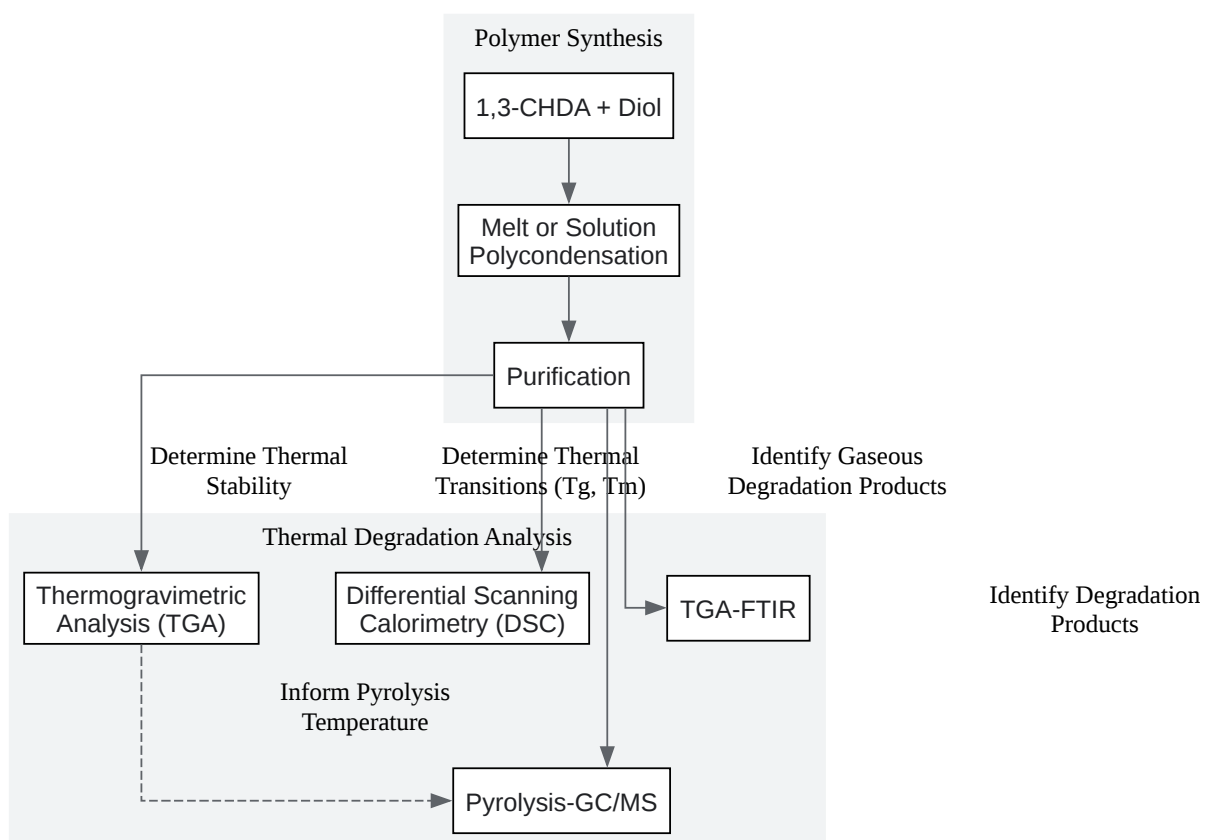 Polymer Synthesis
1,3-CHDA + Diol
Melt or Solution
Polycondensation
Purification
Determine Thermal
Stability
Determine Thermal
Transitions (Tg, Tm)
Identify Gaseous
Degradation Products
Thermal Degradation Analysis
Thermogravimetric
Analysis (TGA)
Differential Scanning
Calorimetry (DSC)
TGA-FTIR
Identify Degradation
Products
Inform Pyrolysis
Temperature
Pyrolysis-GC/MS